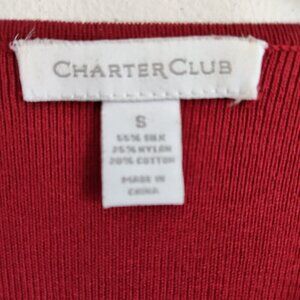 CHARTER CLUB
S
55% SILK
25% NYLON
20% COTTON
MADE IN
CHINA